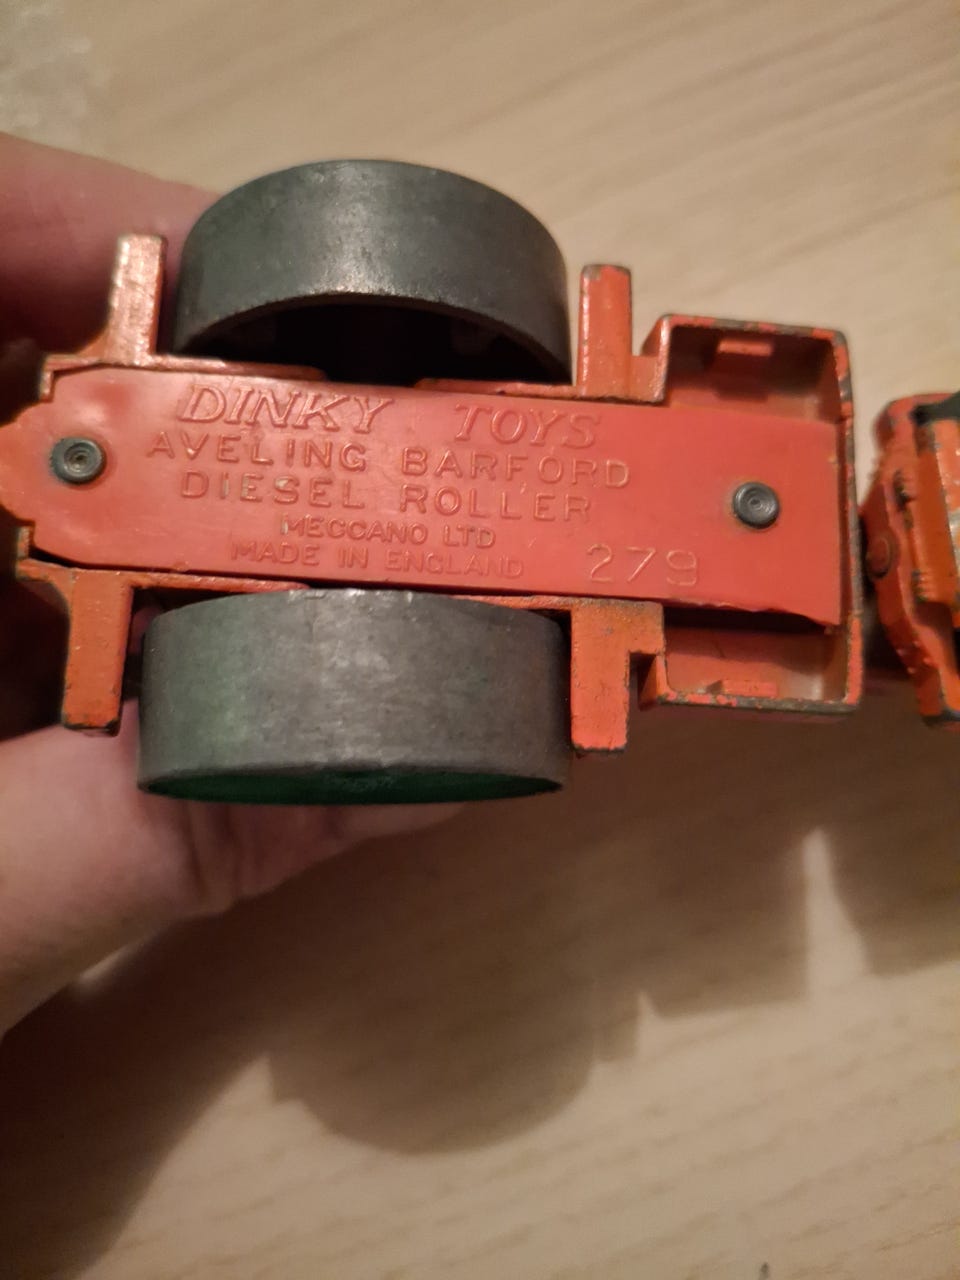 DINKY TOYS
AVELING BARFORD
DIESEL ROLLER
MECCANO LTD
MADE IN ENGLAND 279